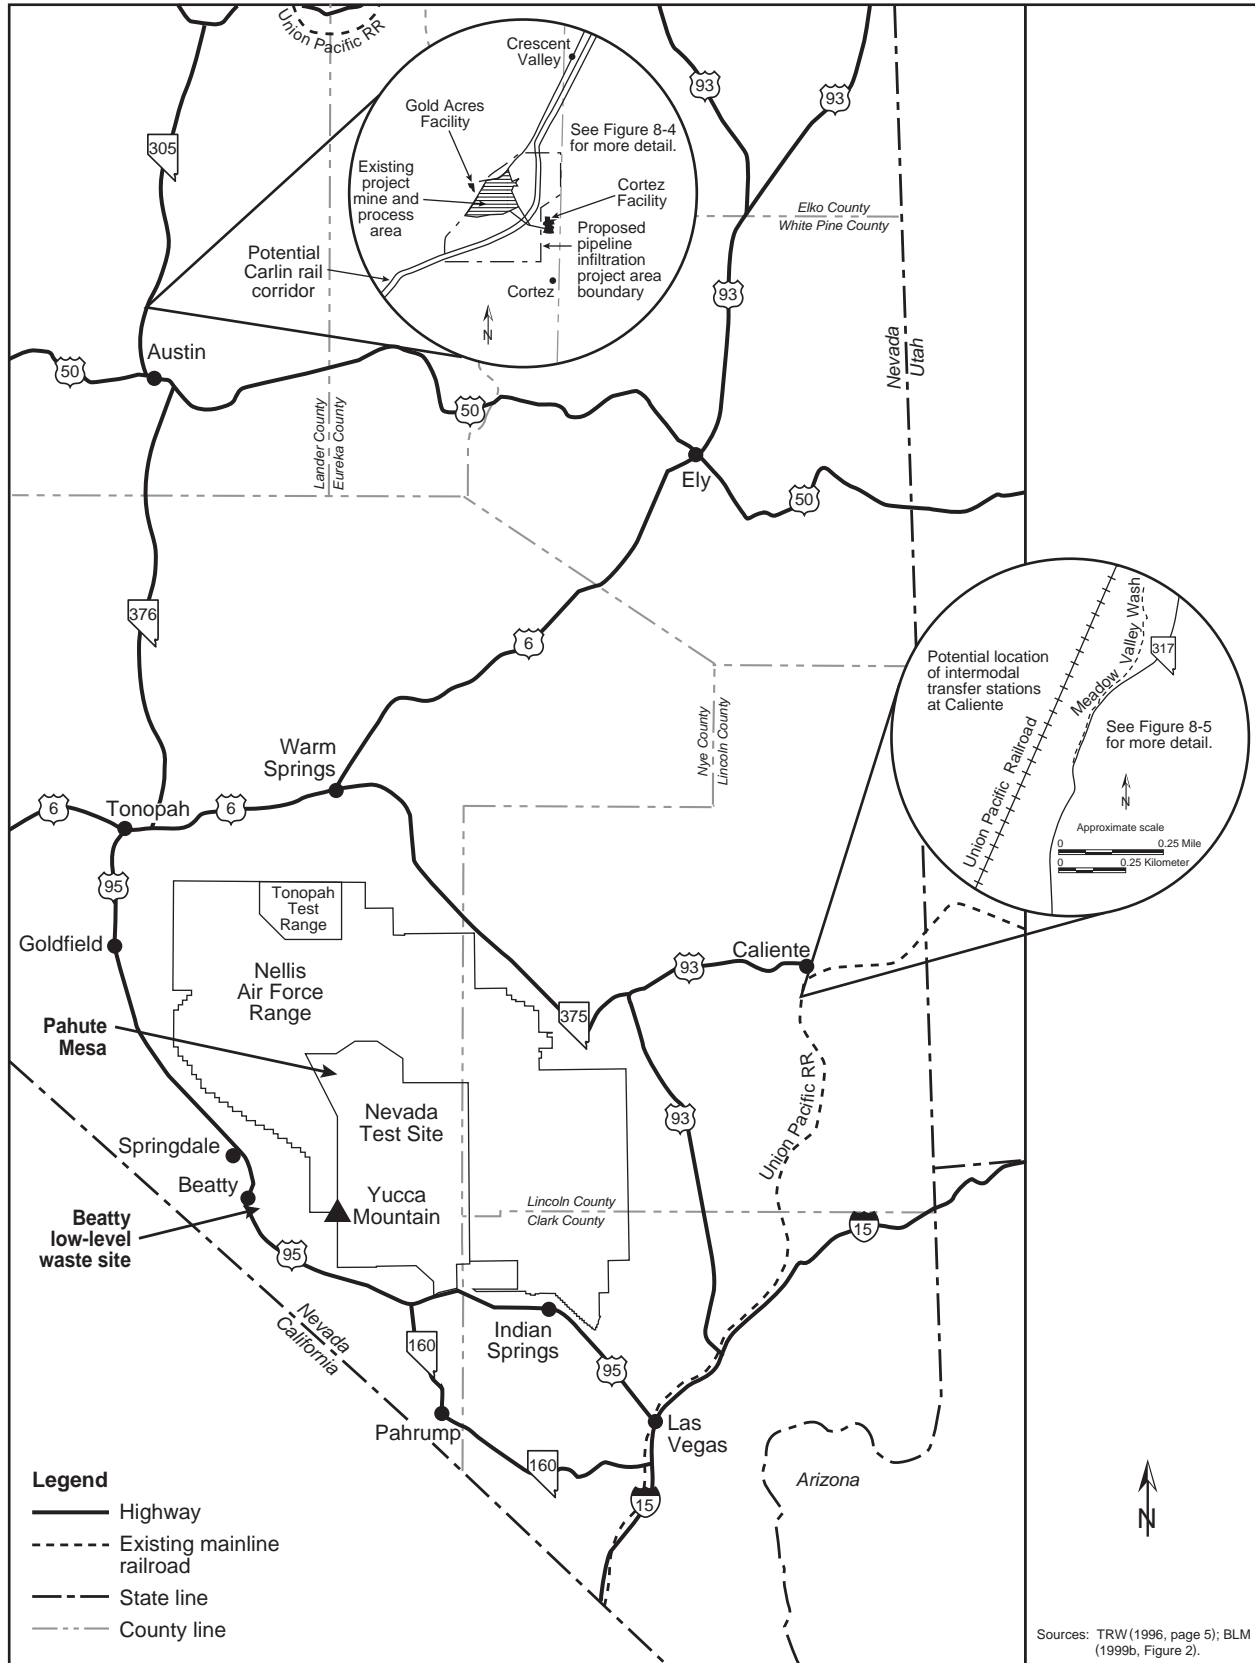 Union Pacific RR
Crescent
Valley
93
93
Gold Acres
Facility
See Figure 8-4
for more detail.
305
Existing
project
mine and
process
area
Cortez
Facility
Elko County
White Pine County
Proposed
pipeline
infiltration
project area
boundary
Potential
Carlin rail
corridor
Cortez
93
N
Nevada
Utah
Austin
50
50
Lander County
Eureka County
Ely
50
376
6
317
Meadow Valley Wash
Potential location
of intermodal
transfer stations
at Caliente
Union Pacific Railroad
See Figure 8-5
for more detail.
N
Approximate scale
0 0.25 Mile
0 0.25 Kilometer
Nye County
Lincoln County
Warm
Springs
6
Tonopah
6
95
Tonopah
Test
Range
Goldfield
Caliente
93
Nellis
Air Force
Range
375
Pahute
Mesa
Union Pacific RR
Nevada
Test Site
93
Springdale
Beatty
Yucca
Mountain
Lincoln County
Clark County
Beatty
low-level
waste site
15
95
Nevada
California
Indian
Springs
160
95
Las
Vegas
Pahrump
160
Arizona
15
N
Legend
Highway
Existing mainline
railroad
State line
County line
Sources: TRW (1996, page 5); BLM
(1999b, Figure 2).